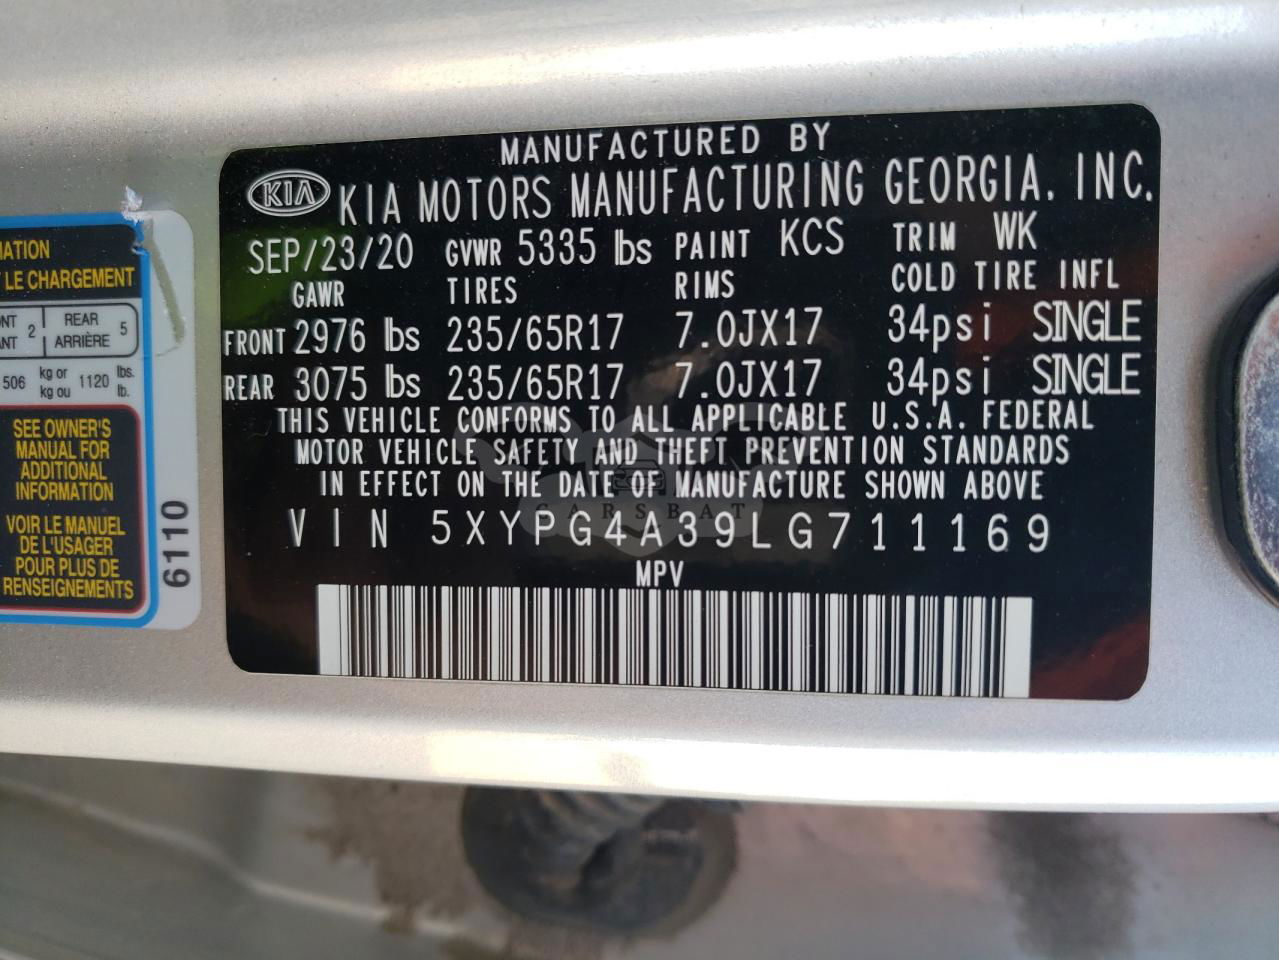 MANUFACTURED BY
KIA KIA MOTORS MANUFACTURING GEORGIA, INC.
SEP/23/20 GVWR 5335 lbs PAINT KCS TRIM WK
GAWR TIRES RIMS COLD TIRE INFL
FRONT 2976 lbs 235/65R17 7.0JX17 34psi SINGLE
REAR 3075 lbs 235/65R17 7.0JX17 34psi SINGLE
THIS VEHICLE CONFORMS TO ALL APPLICABLE U.S.A. FEDERAL
MOTOR VEHICLE SAFETY AND THEFT PREVENTION STANDARDS
IN EFFECT ON THE DATE OF MANUFACTURE SHOWN ABOVE
VIN 5XYPG4A39LG711169
MPV
CARSBAT
LE CHARGEMENT
2 REAR 5
ARRIÈRE
506 kg or 1120 lbs.
kg ou lb.
SEE OWNER'S
MANUAL FOR
ADDITIONAL
INFORMATION
VOIR LE MANUEL
DE L'USAGER
POUR PLUS DE
RENSEIGNEMENTS
6110